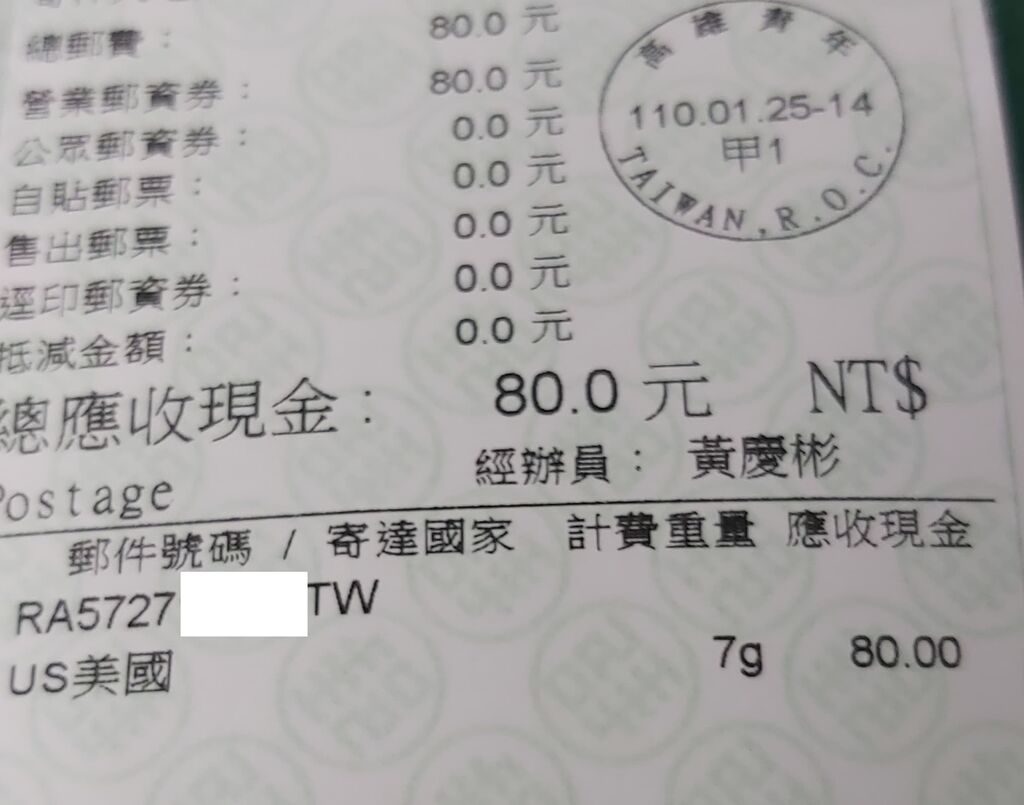 總郵費： 80.0 元
營業郵資券： 80.0 元
公眾郵資券： 0.0 元
自貼郵票： 0.0 元
售出郵票： 0.0 元
逕印郵資券： 0.0 元
抵減金額： 0.0 元
總應收現金： 80.0 元 NT$
經辦員： 黃慶彬
Postage
郵件號碼 / 寄達國家 計費重量 應收現金
RA5727 TW
US美國 7g 80.00
高雄青年
110.01.25-14
甲1
TAIWAN, R.O.C.